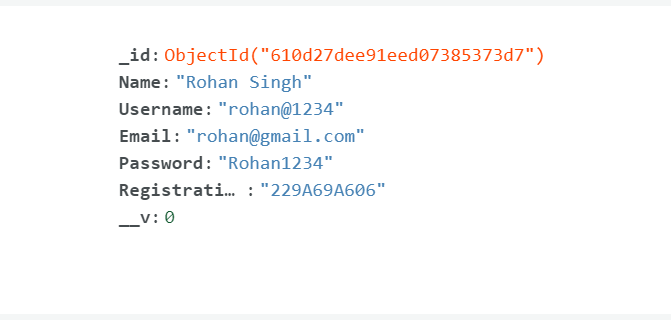 _id: ObjectId("610d27dee91eed07385373d7")
Name: "Rohan Singh"
Username: "rohan@1234"
Email: "rohan@gmail.com"
Password: "Rohan1234"
Registrati… : "229A69A606"
__v: 0